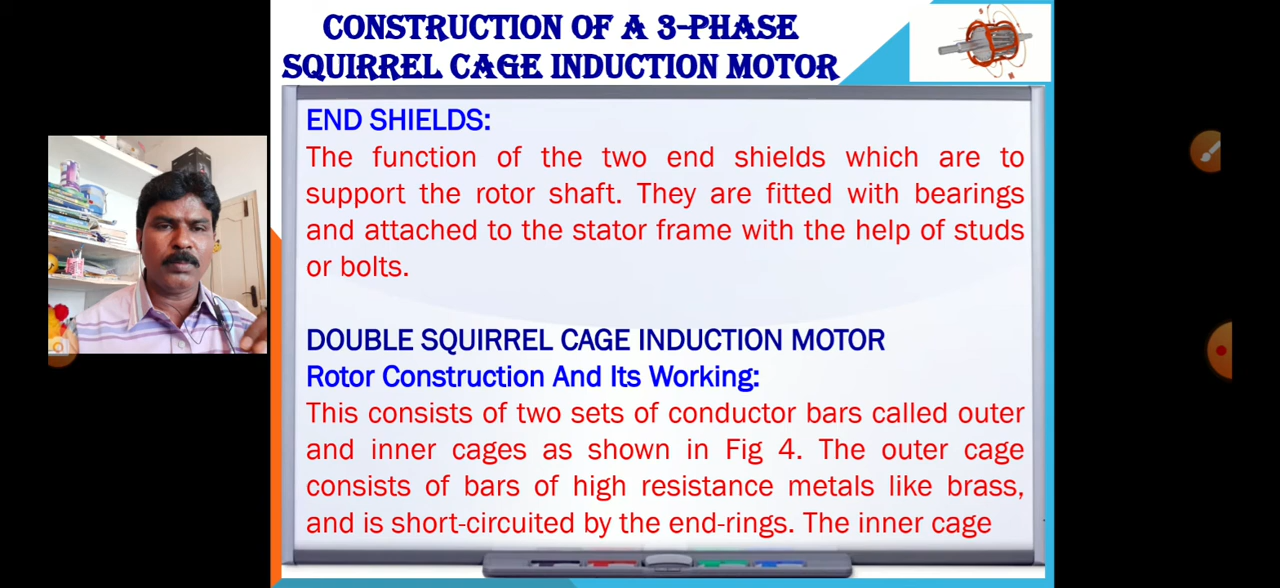 CONSTRUCTION OF A 3-PHASE
SQUIRREL CAGE INDUCTION MOTOR
END SHIELDS:
The function of the two end shields which are to
support the rotor shaft. They are fitted with bearings
and attached to the stator frame with the help of studs
or bolts.
DOUBLE SQUIRREL CAGE INDUCTION MOTOR
Rotor Construction And Its Working:
This consists of two sets of conductor bars called outer
and inner cages as shown in Fig 4. The outer cage
consists of bars of high resistance metals like brass,
and is short-circuited by the end-rings. The inner cage